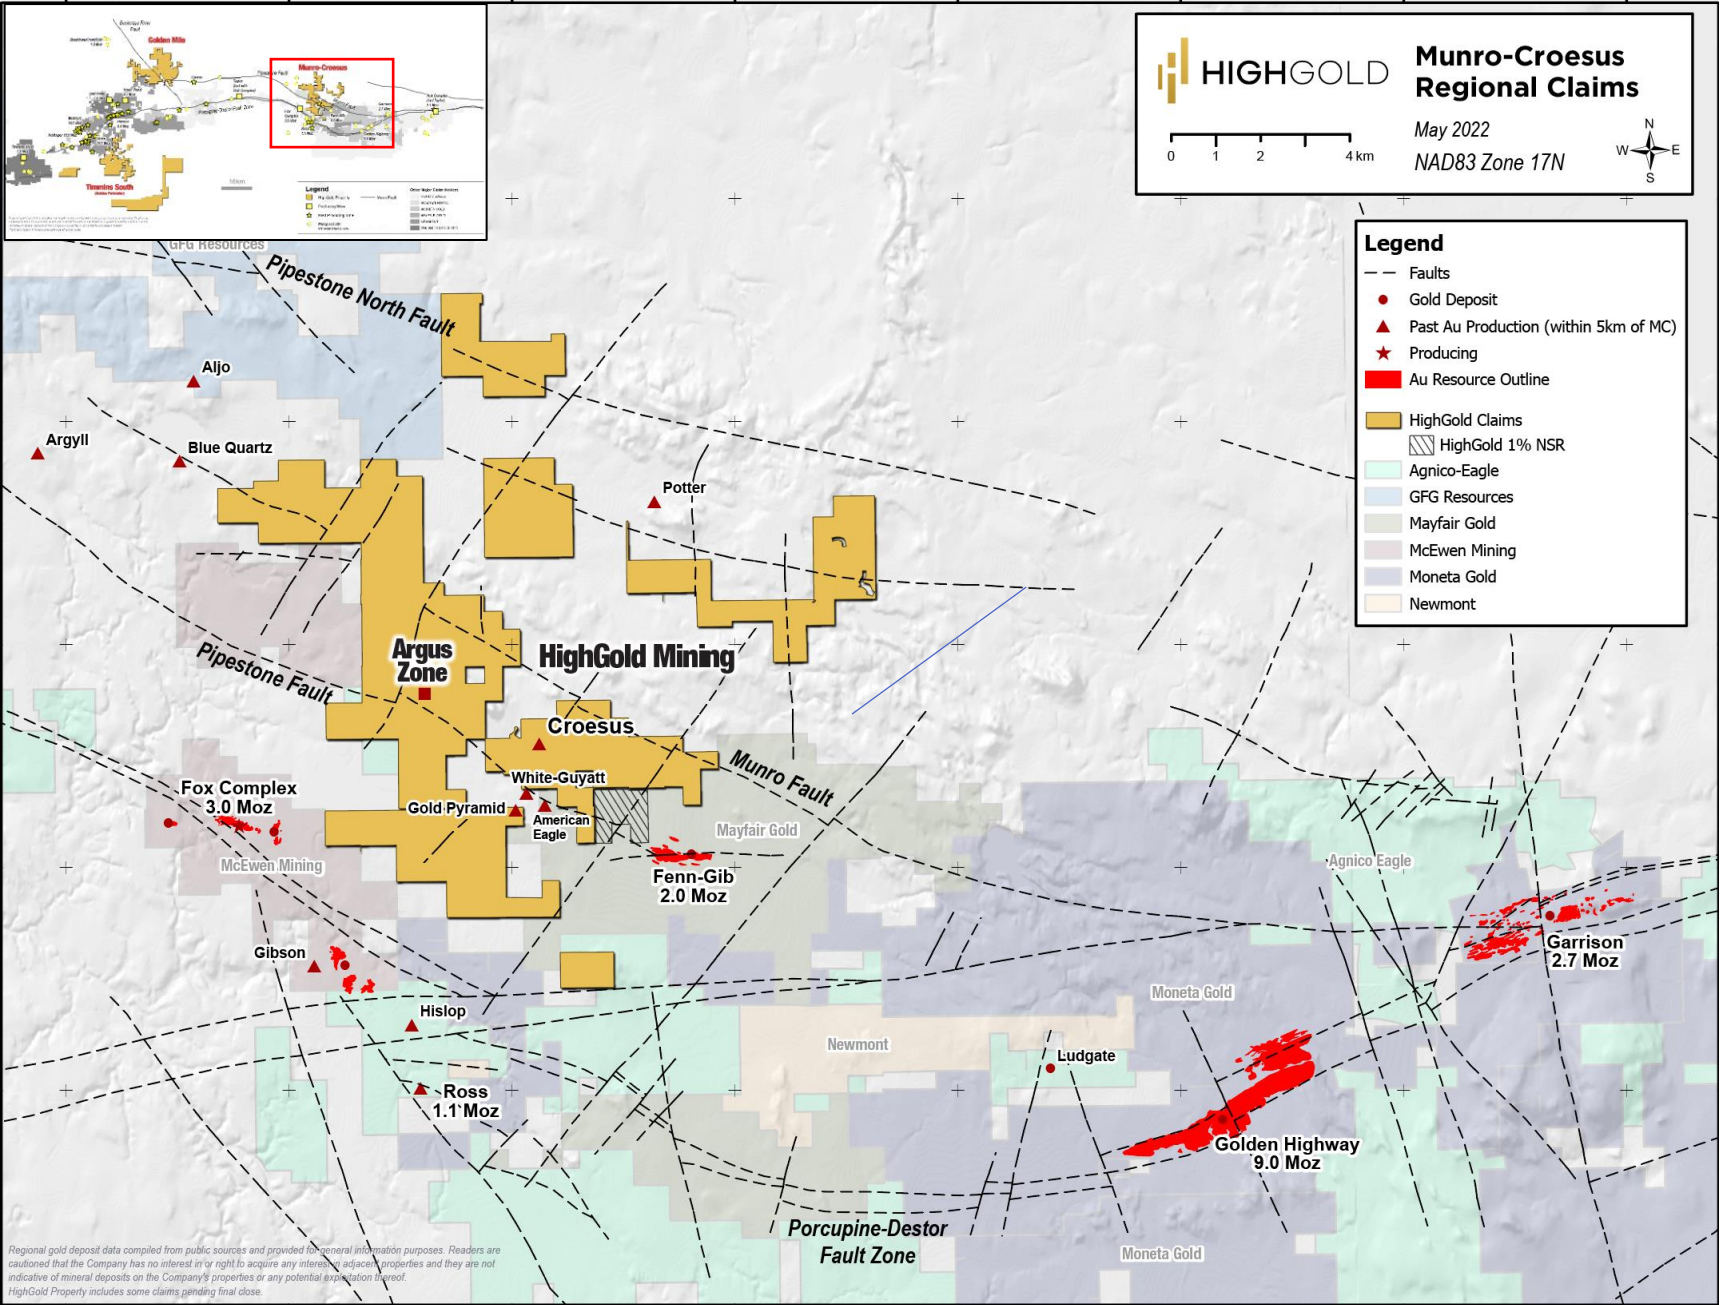 HIGHGOLD
Munro-Croesus
Regional Claims
May 2022
NAD83 Zone 17N
0 1 2 4 km
N
W E
S
Golden Mile
Munro-Croesus
Pipestone Fault
Porcupine-Destor Fault Zone
Timmins South
10km
Legend
Legend
Faults
Gold Deposit
Past Au Production (within 5km of MC)
Producing
Au Resource Outline
HighGold Claims
HighGold 1% NSR
Agnico-Eagle
GFG Resources
Mayfair Gold
McEwen Mining
Moneta Gold
Newmont
GFG Resources
Pipestone North Fault
Aljo
Argyll
Blue Quartz
Potter
Argus
Zone
HighGold Mining
Pipestone Fault
Croesus
Munro Fault
White-Guyatt
Gold Pyramid
American
Eagle
Fox Complex
3.0 Moz
McEwen Mining
Mayfair Gold
Fenn-Gib
2.0 Moz
Agnico Eagle
Garrison
2.7 Moz
Gibson
Hislop
Moneta Gold
Newmont
Ludgate
Ross
1.1 Moz
Golden Highway
9.0 Moz
Porcupine-Destor
Fault Zone
Moneta Gold
Regional gold deposit data compiled from public sources and provided for general information purposes. Readers are
cautioned that the Company has no interest in or right to acquire any interest in adjacent properties and they are not
indicative of mineral deposits on the Company's properties or any potential exploitation thereof.
HighGold Property includes some claims pending final close.